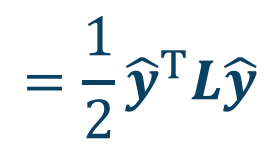 = 1/2 ŷᵀLŷ